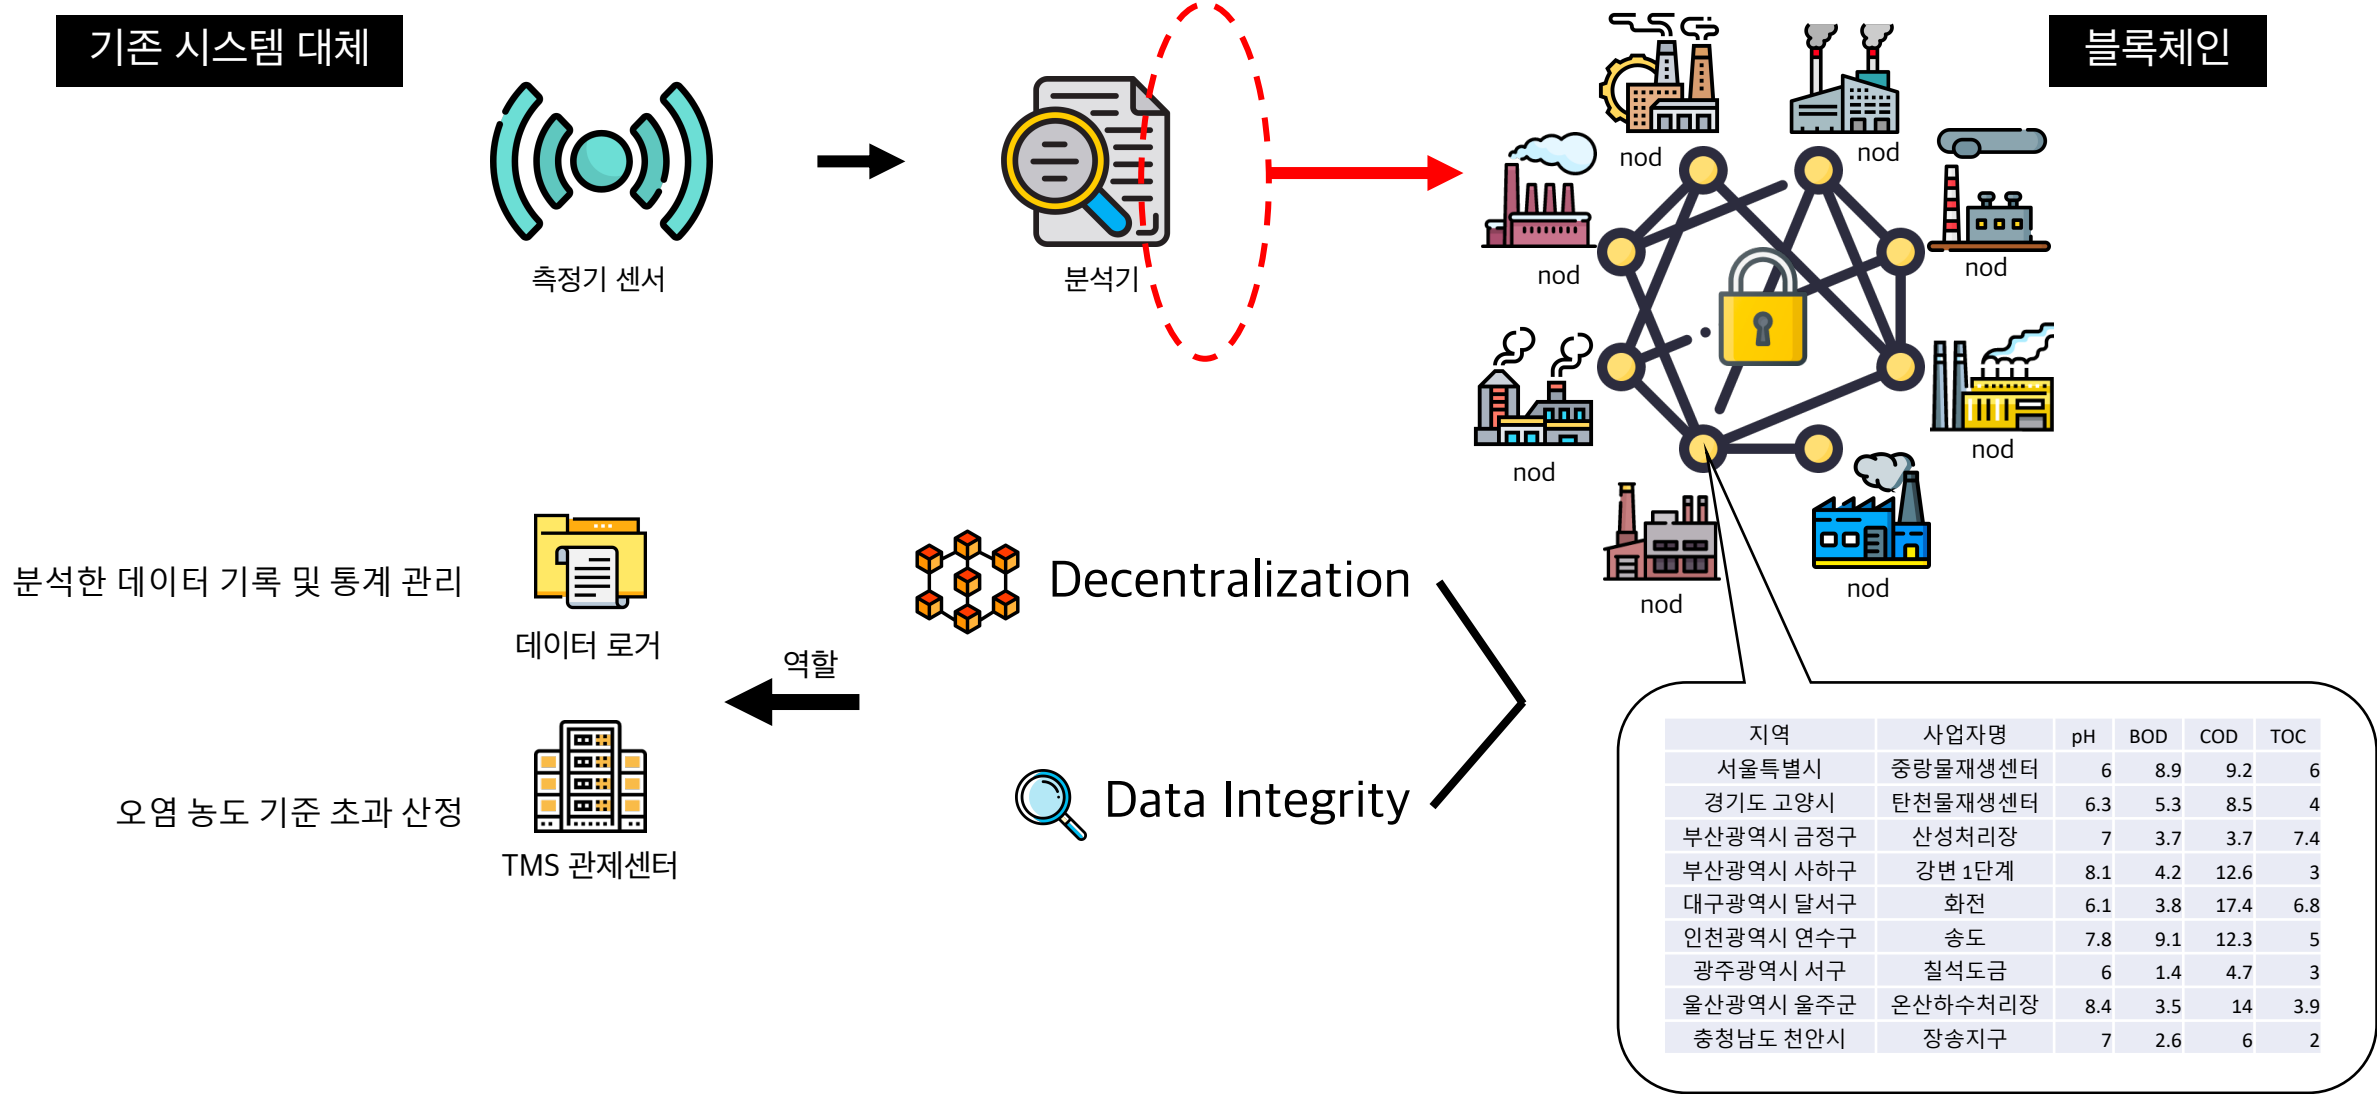 기존 시스템 대체
블록체인
측정기 센서
분석기
nod
nod
nod
nod
nod
nod
nod
nod
분석한 데이터 기록 및 통계 관리
데이터 로거
역할
오염 농도 기준 초과 산정
TMS 관제센터
Decentralization
Data Integrity
지역 사업자명 pH BOD COD TOC
서울특별시 중랑물재생센터 6 8.9 9.2 6
경기도 고양시 탄천물재생센터 6.3 5.3 8.5 4
부산광역시 금정구 산성처리장 7 3.7 3.7 7.4
부산광역시 사하구 강변 1단계 8.1 4.2 12.6 3
대구광역시 달서구 화전 6.1 3.8 17.4 6.8
인천광역시 연수구 송도 7.8 9.1 12.3 5
광주광역시 서구 칠석도금 6 1.4 4.7 3
울산광역시 울주군 온산하수처리장 8.4 3.5 14 3.9
충청남도 천안시 장송지구 7 2.6 6 2